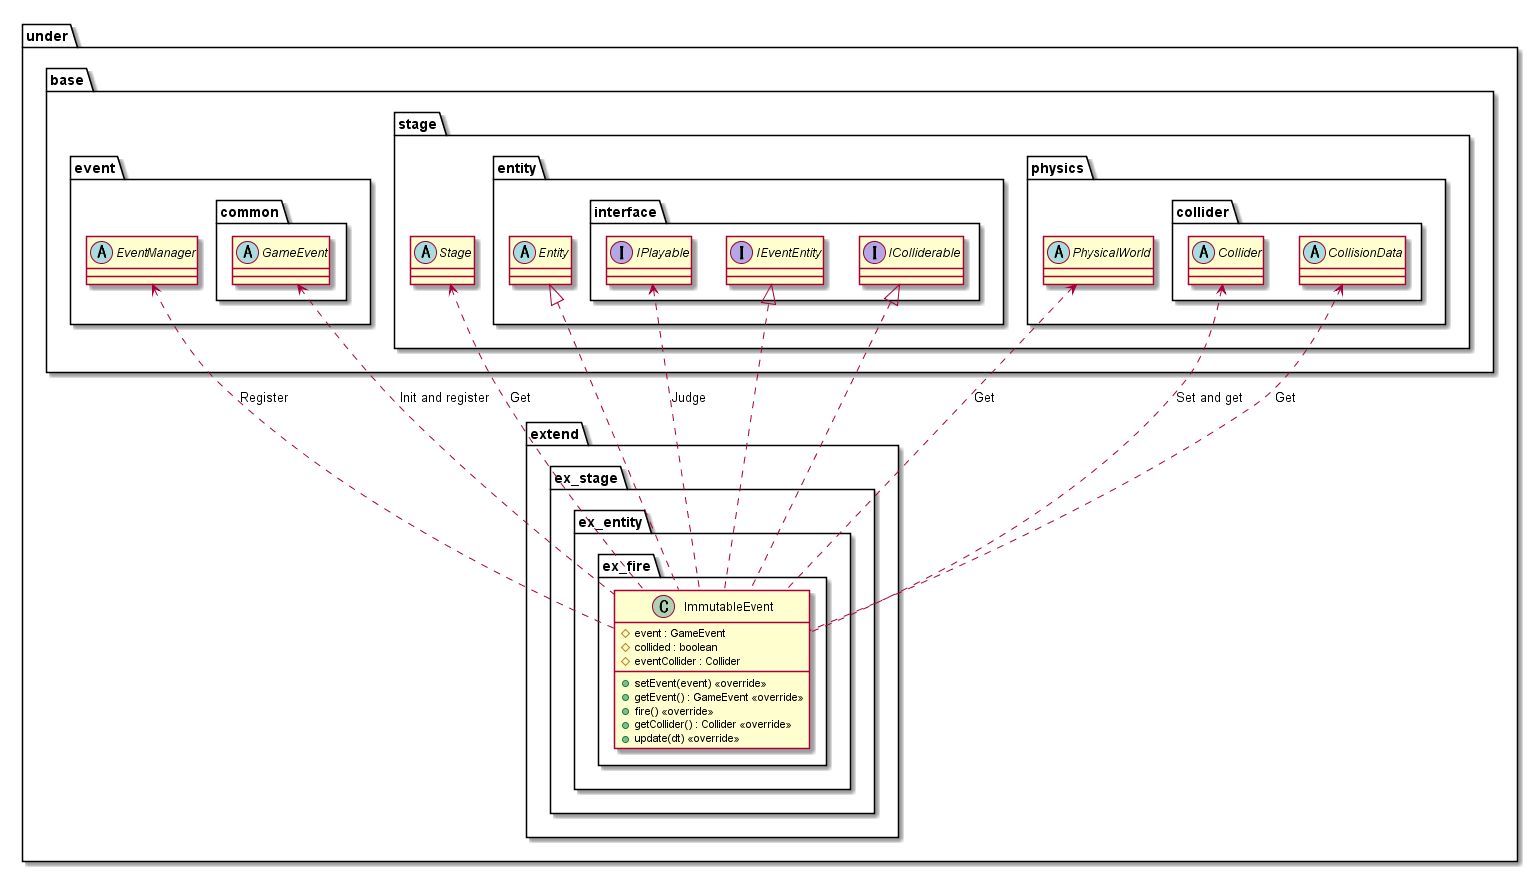 under
base
stage
event
entity
physics
common
interface
collider
A EventManager
A GameEvent
A Stage
A Entity
I IPlayable
I IEventEntity
I IColliderable
A PhysicalWorld
A Collider
A CollisionData
Register
Init and register
Get
Judge
Get
Set and get
Get
extend
ex_stage
ex_entity
ex_fire
C ImmutableEvent
event : GameEvent
collided : boolean
eventCollider : Collider
setEvent(event) «override»
getEvent() : GameEvent «override»
fire() «override»
getCollider() : Collider «override»
update(dt) «override»